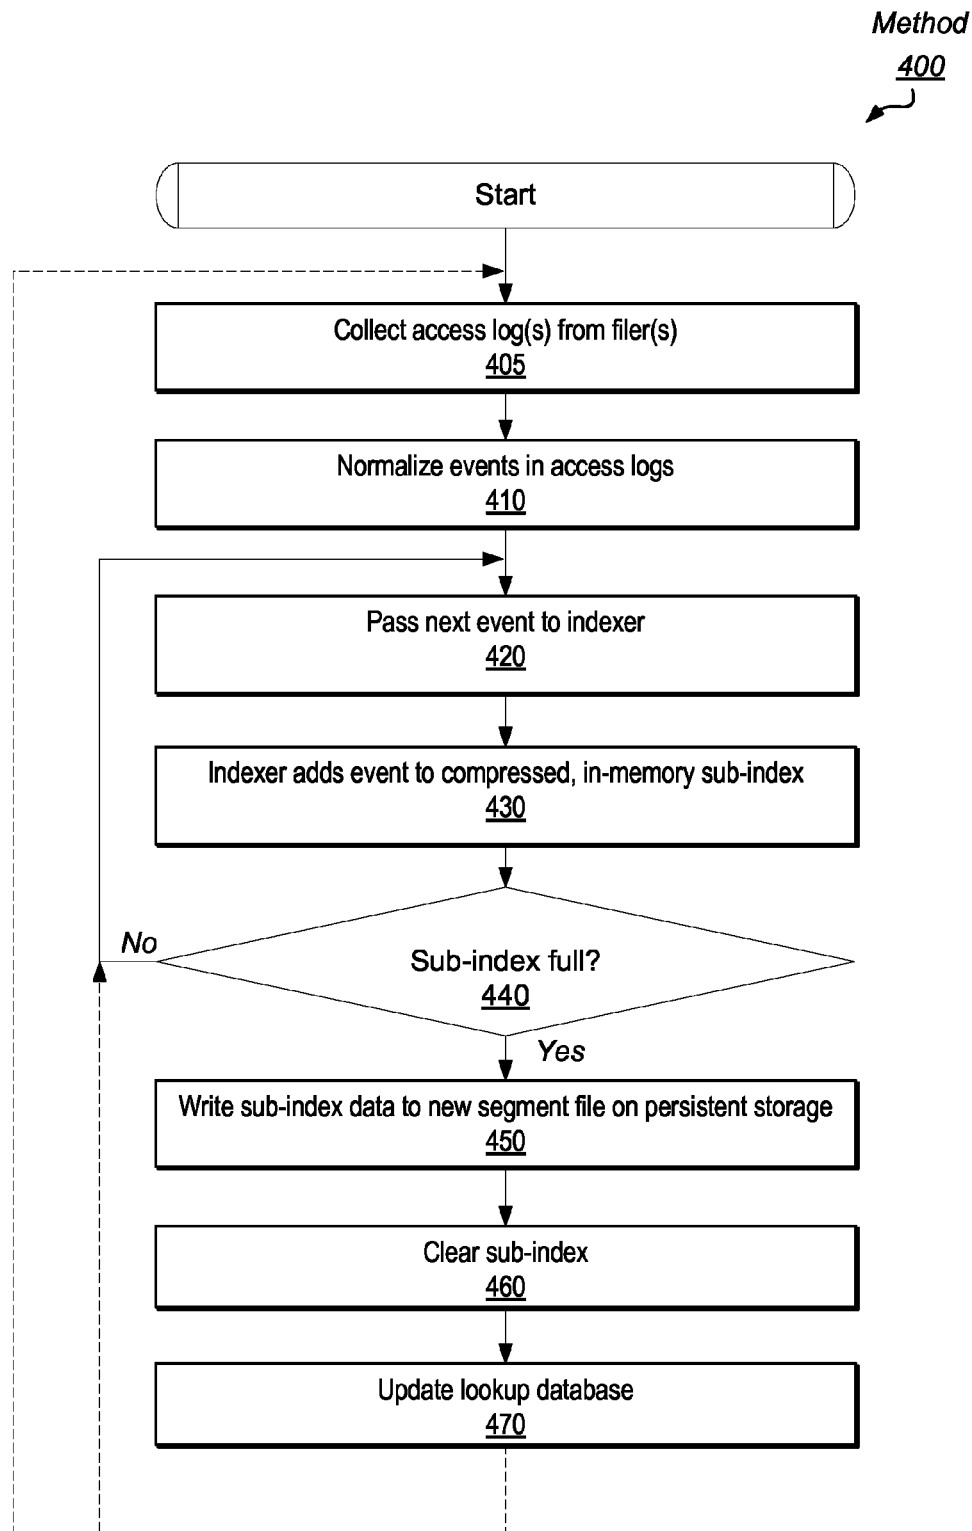 Method
400
Start
Collect access log(s) from filer(s)
405
Normalize events in access logs
410
Pass next event to indexer
420
Indexer adds event to compressed, in-memory sub-index
430
No
Sub-index full?
440
Yes
Write sub-index data to new segment file on persistent storage
450
Clear sub-index
460
Update lookup database
470